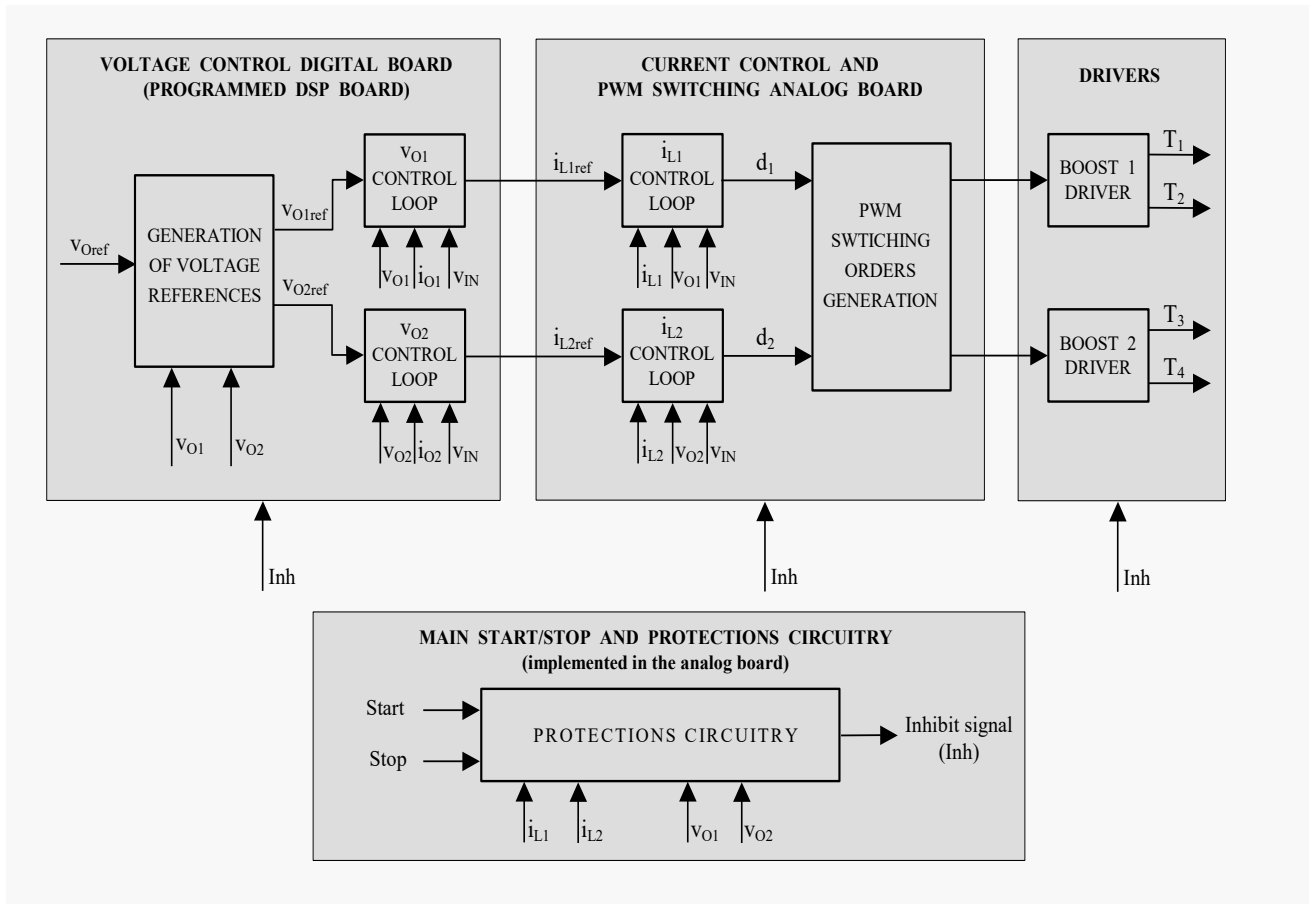 VOLTAGE CONTROL DIGITAL BOARD
(PROGRAMMED DSP BOARD)
vOref
GENERATION
OF VOLTAGE
REFERENCES
vO1
vO2
vO1ref
vO2ref
vO1
CONTROL
LOOP
vO1
iO1
vIN
vO2
CONTROL
LOOP
vO2
iO2
vIN
Inh
CURRENT CONTROL AND
PWM SWITCHING ANALOG BOARD
iL1ref
iL2ref
iL1
CONTROL
LOOP
iL1
vO1
vIN
iL2
CONTROL
LOOP
iL2
vO2
vIN
d1
d2
PWM
SWTICHING
ORDERS
GENERATION
Inh
DRIVERS
BOOST 1
DRIVER
T1
T2
BOOST 2
DRIVER
T3
T4
Inh
MAIN START/STOP AND PROTECTIONS CIRCUITRY
(implemented in the analog board)
Start
Stop
PROTECTIONS CIRCUITRY
iL1
iL2
vO1
vO2
Inhibit signal
(Inh)